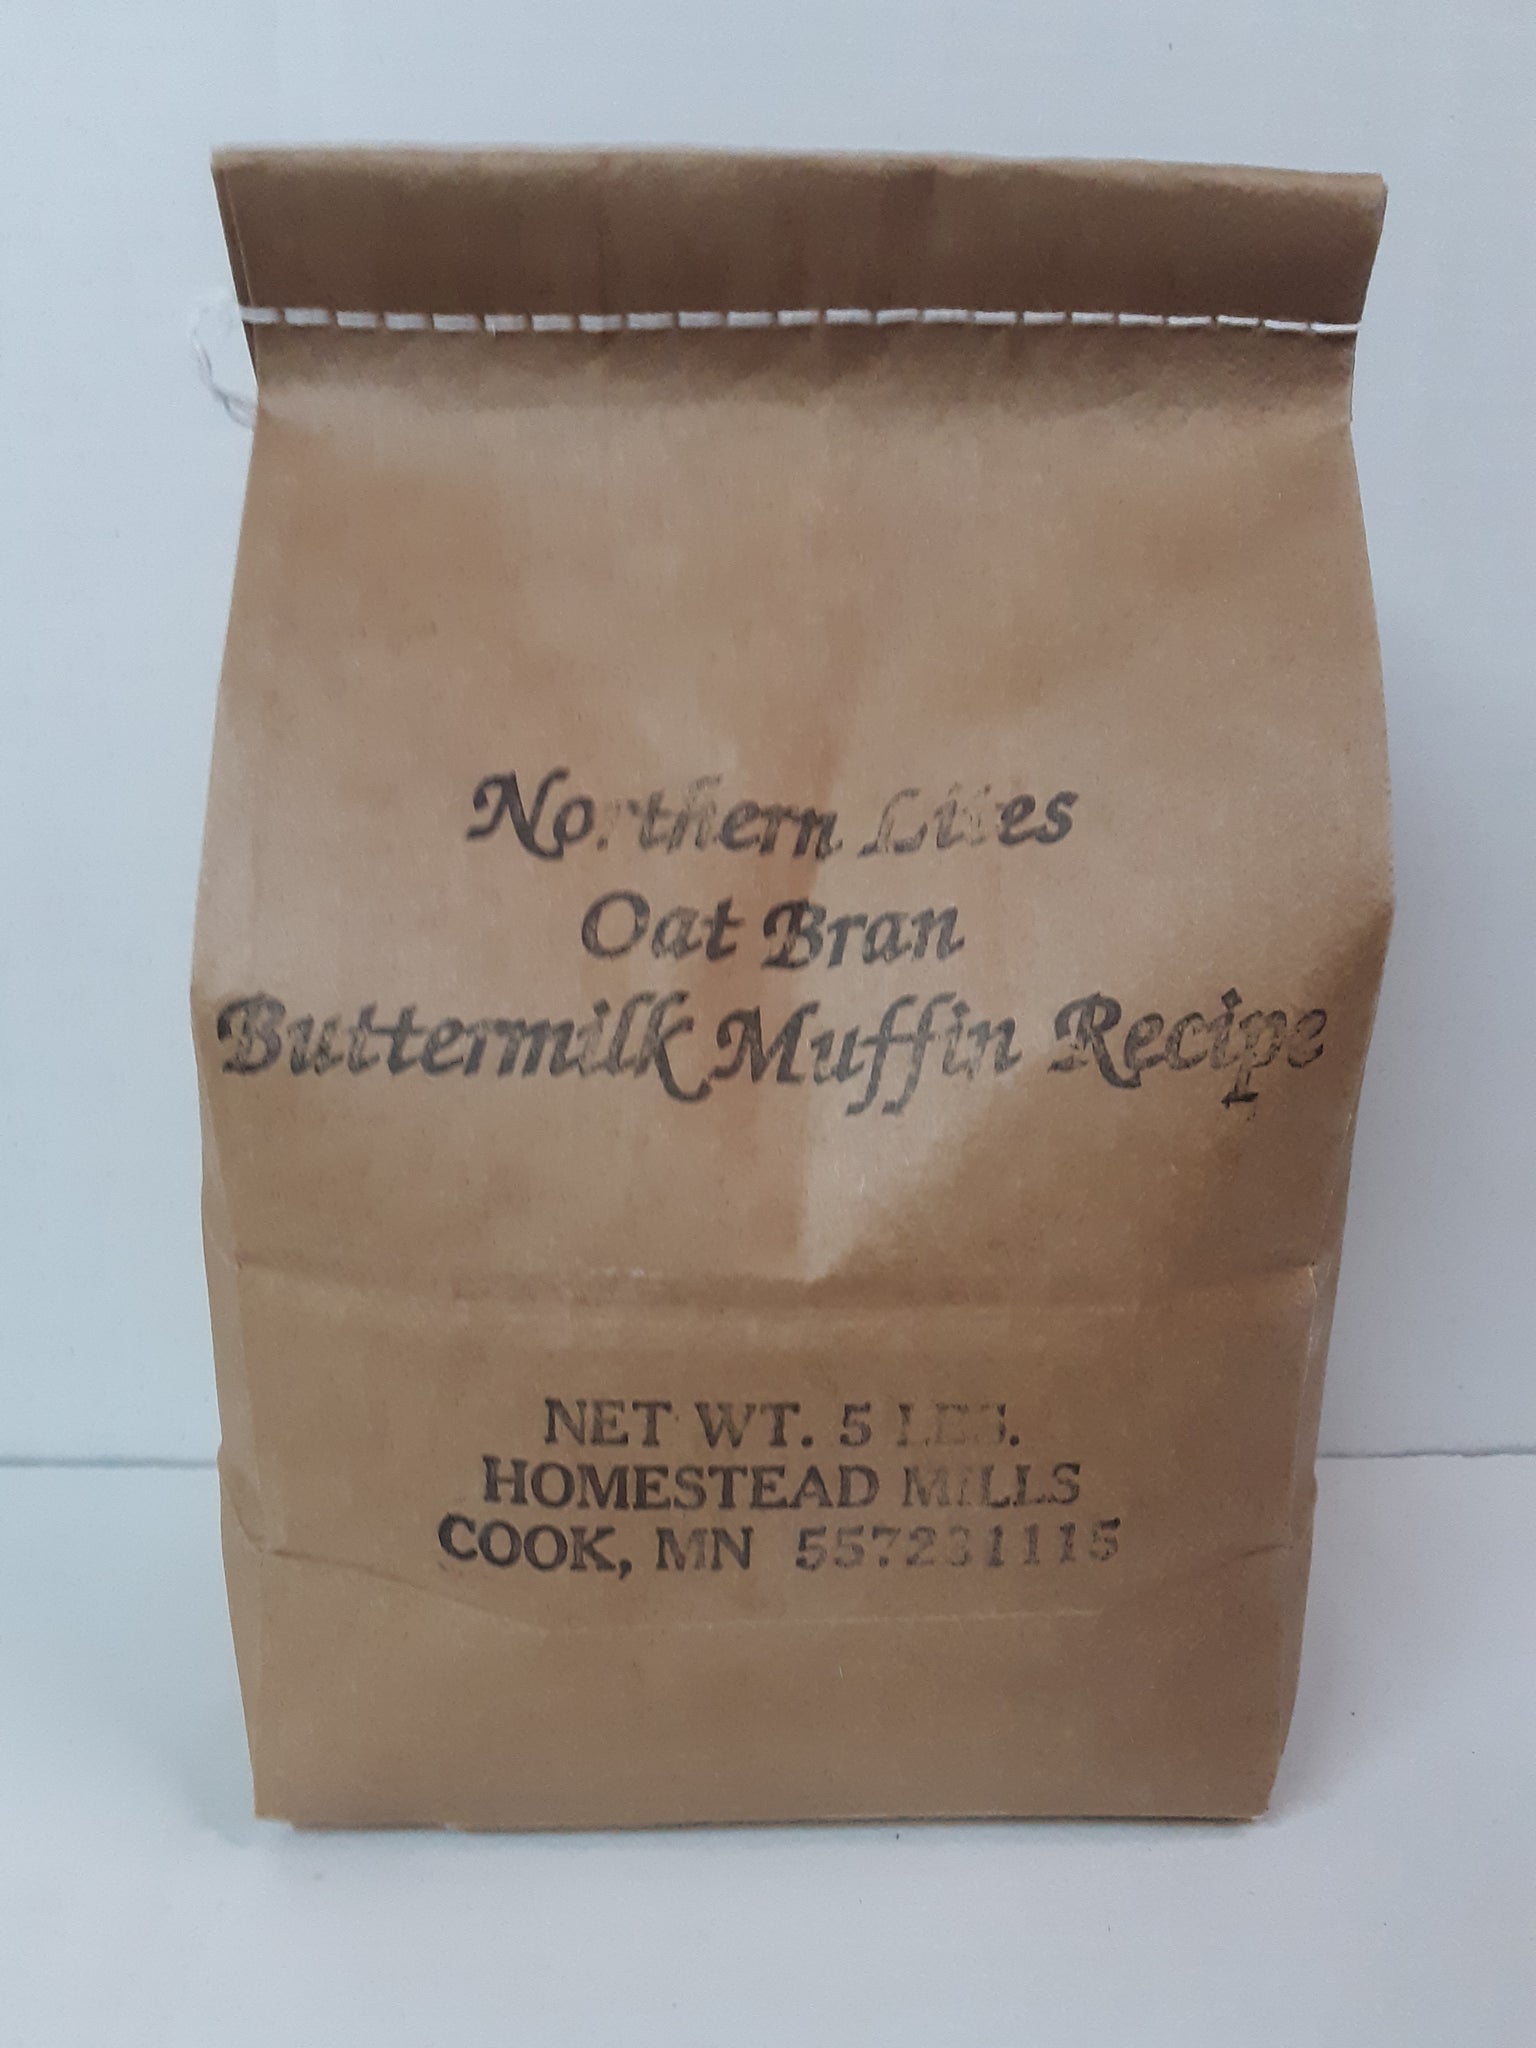 Northern Lites
Oat Bran
Buttermilk Muffin Recipe
NET WT. 5 LBS.
HOMESTEAD MILLS
COOK, MN 557231115